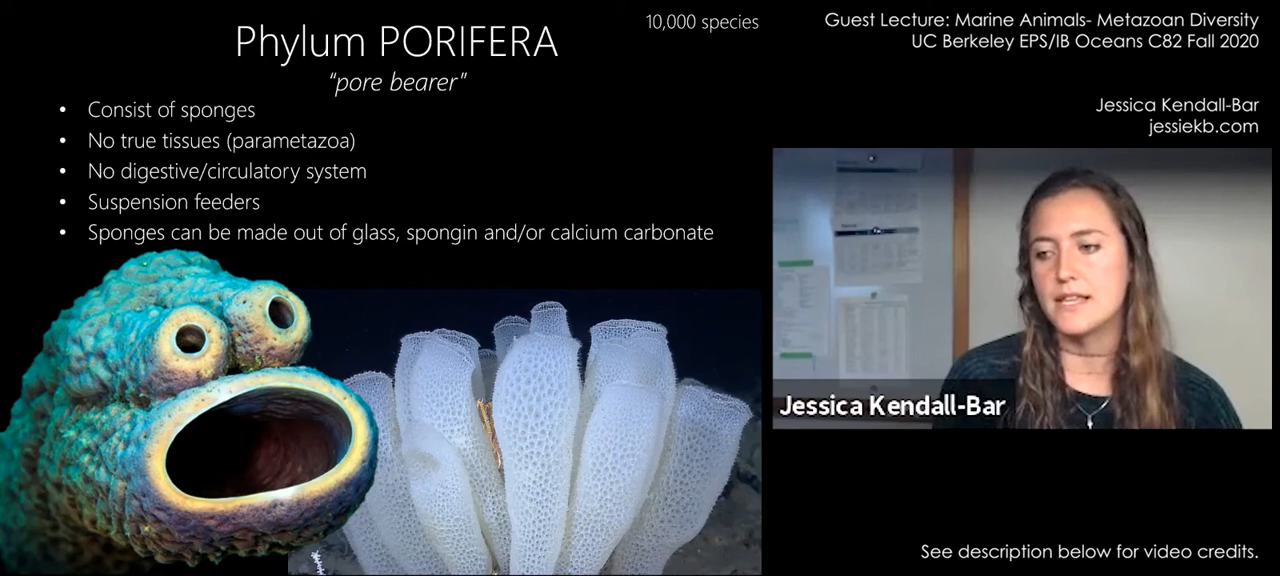 Phylum PORIFERA
"pore bearer"
10,000 species
• Consist of sponges
• No true tissues (parametazoa)
• No digestive/circulatory system
• Suspension feeders
• Sponges can be made out of glass, spongin and/or calcium carbonate
Guest Lecture: Marine Animals- Metazoan Diversity
UC Berkeley EPS/IB Oceans C82 Fall 2020
Jessica Kendall-Bar
jessiekb.com
Jessica Kendall-Bar
See description below for video credits.